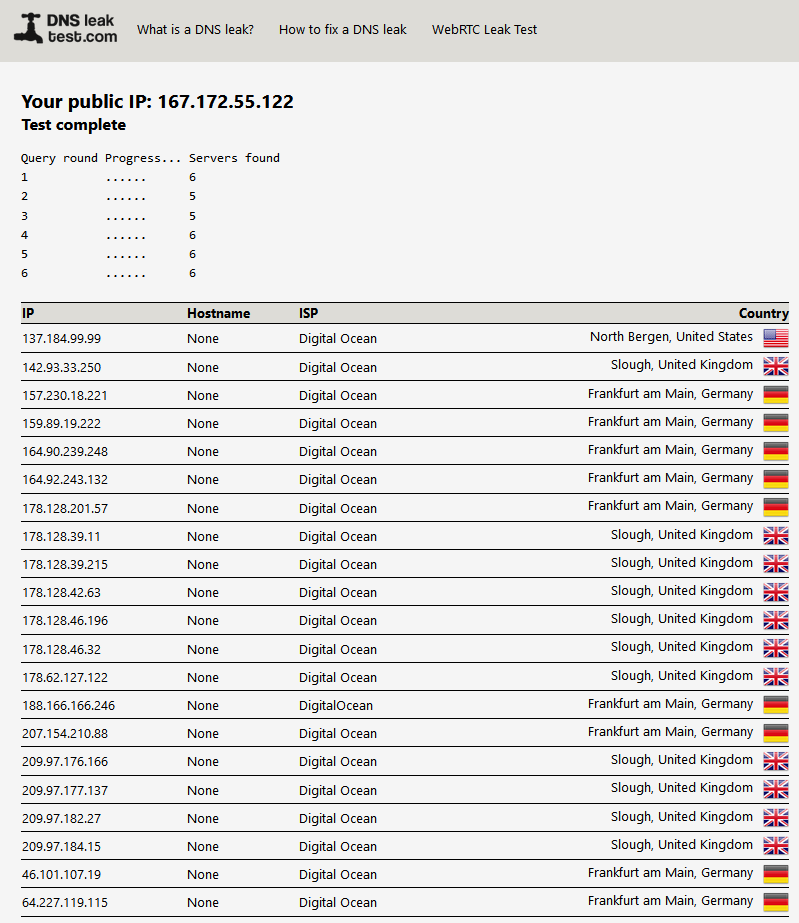 DNS leak
test.com
What is a DNS leak? How to fix a DNS leak WebRTC Leak Test
Your public IP: 167.172.55.122
Test complete
Query round Progress... Servers found
1 ...... 6
2 ...... 5
3 ...... 5
4 ...... 6
5 ...... 6
6 ...... 6
IP Hostname ISP Country
137.184.99.99 None Digital Ocean North Bergen, United States
142.93.33.250 None Digital Ocean Slough, United Kingdom
157.230.18.221 None Digital Ocean Frankfurt am Main, Germany
159.89.19.222 None Digital Ocean Frankfurt am Main, Germany
164.90.239.248 None Digital Ocean Frankfurt am Main, Germany
164.92.243.132 None Digital Ocean Frankfurt am Main, Germany
178.128.201.57 None Digital Ocean Frankfurt am Main, Germany
178.128.39.11 None Digital Ocean Slough, United Kingdom
178.128.39.215 None Digital Ocean Slough, United Kingdom
178.128.42.63 None Digital Ocean Slough, United Kingdom
178.128.46.196 None Digital Ocean Slough, United Kingdom
178.128.46.32 None Digital Ocean Slough, United Kingdom
178.62.127.122 None Digital Ocean Slough, United Kingdom
188.166.166.246 None DigitalOcean Frankfurt am Main, Germany
207.154.210.88 None Digital Ocean Frankfurt am Main, Germany
209.97.176.166 None Digital Ocean Slough, United Kingdom
209.97.177.137 None Digital Ocean Slough, United Kingdom
209.97.182.27 None Digital Ocean Slough, United Kingdom
209.97.184.15 None Digital Ocean Slough, United Kingdom
46.101.107.19 None Digital Ocean Frankfurt am Main, Germany
64.227.119.115 None Digital Ocean Frankfurt am Main, Germany